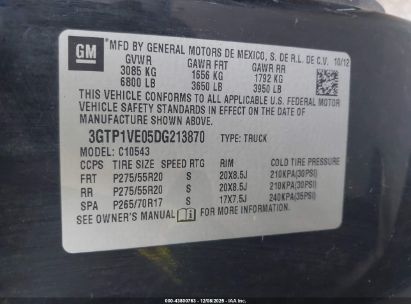 GM
MFD BY GENERAL MOTORS DE MEXICO, S. DE R.L. DE C.V. 10/12
GVWR GAWR FRT GAWR RR
3085 KG 1656 KG 1792 KG
6800 LB 3650 LB 3950 LB
THIS VEHICLE CONFORMS TO ALL APPLICABLE U.S. FEDERAL MOTOR
VEHICLE SAFETY STANDARDS IN EFFECT ON THE DATE OF
MANUFACTURE SHOWN ABOVE.
3GTP1VE05DG213870 TYPE: TRUCK
MODEL: C10543
CCPS TIRE SIZE SPEED RTG RIM COLD TIRE PRESSURE
FRT P275/55R20 S 20X8.5J 210KPA(30PSI)
RR P275/55R20 S 20X8.5J 210KPA(30PSI)
SPA P265/70R17 S 17X7.5J 240KPA(35PSI)
SEE OWNER'S MANUAL FOR MORE INFORMATION.